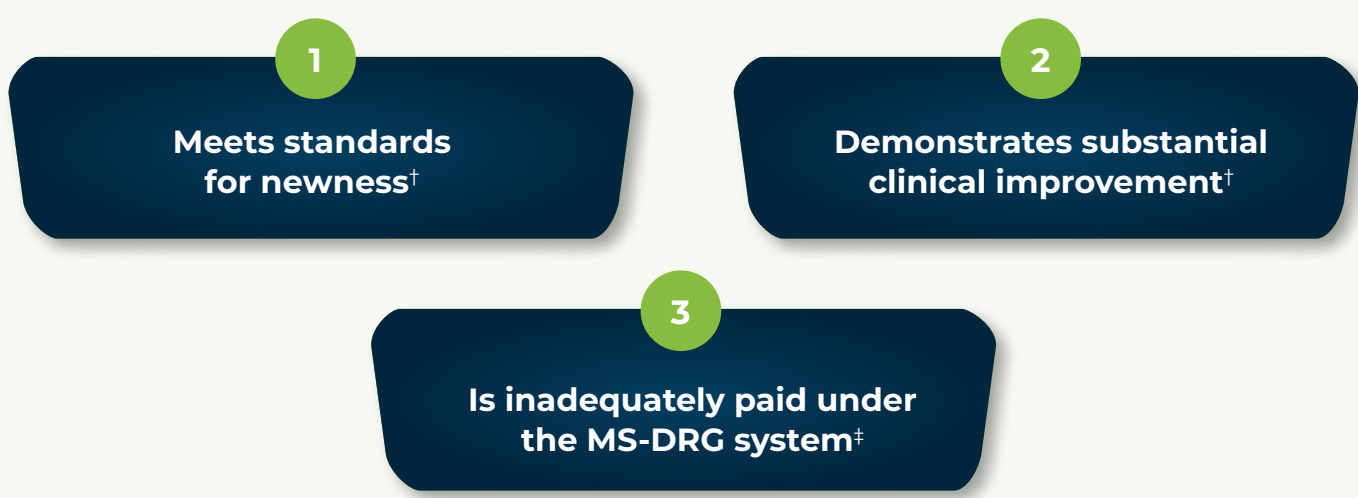 1
Meets standards
for newness†
2
Demonstrates substantial
clinical improvement†
3
Is inadequately paid under
the MS-DRG system‡